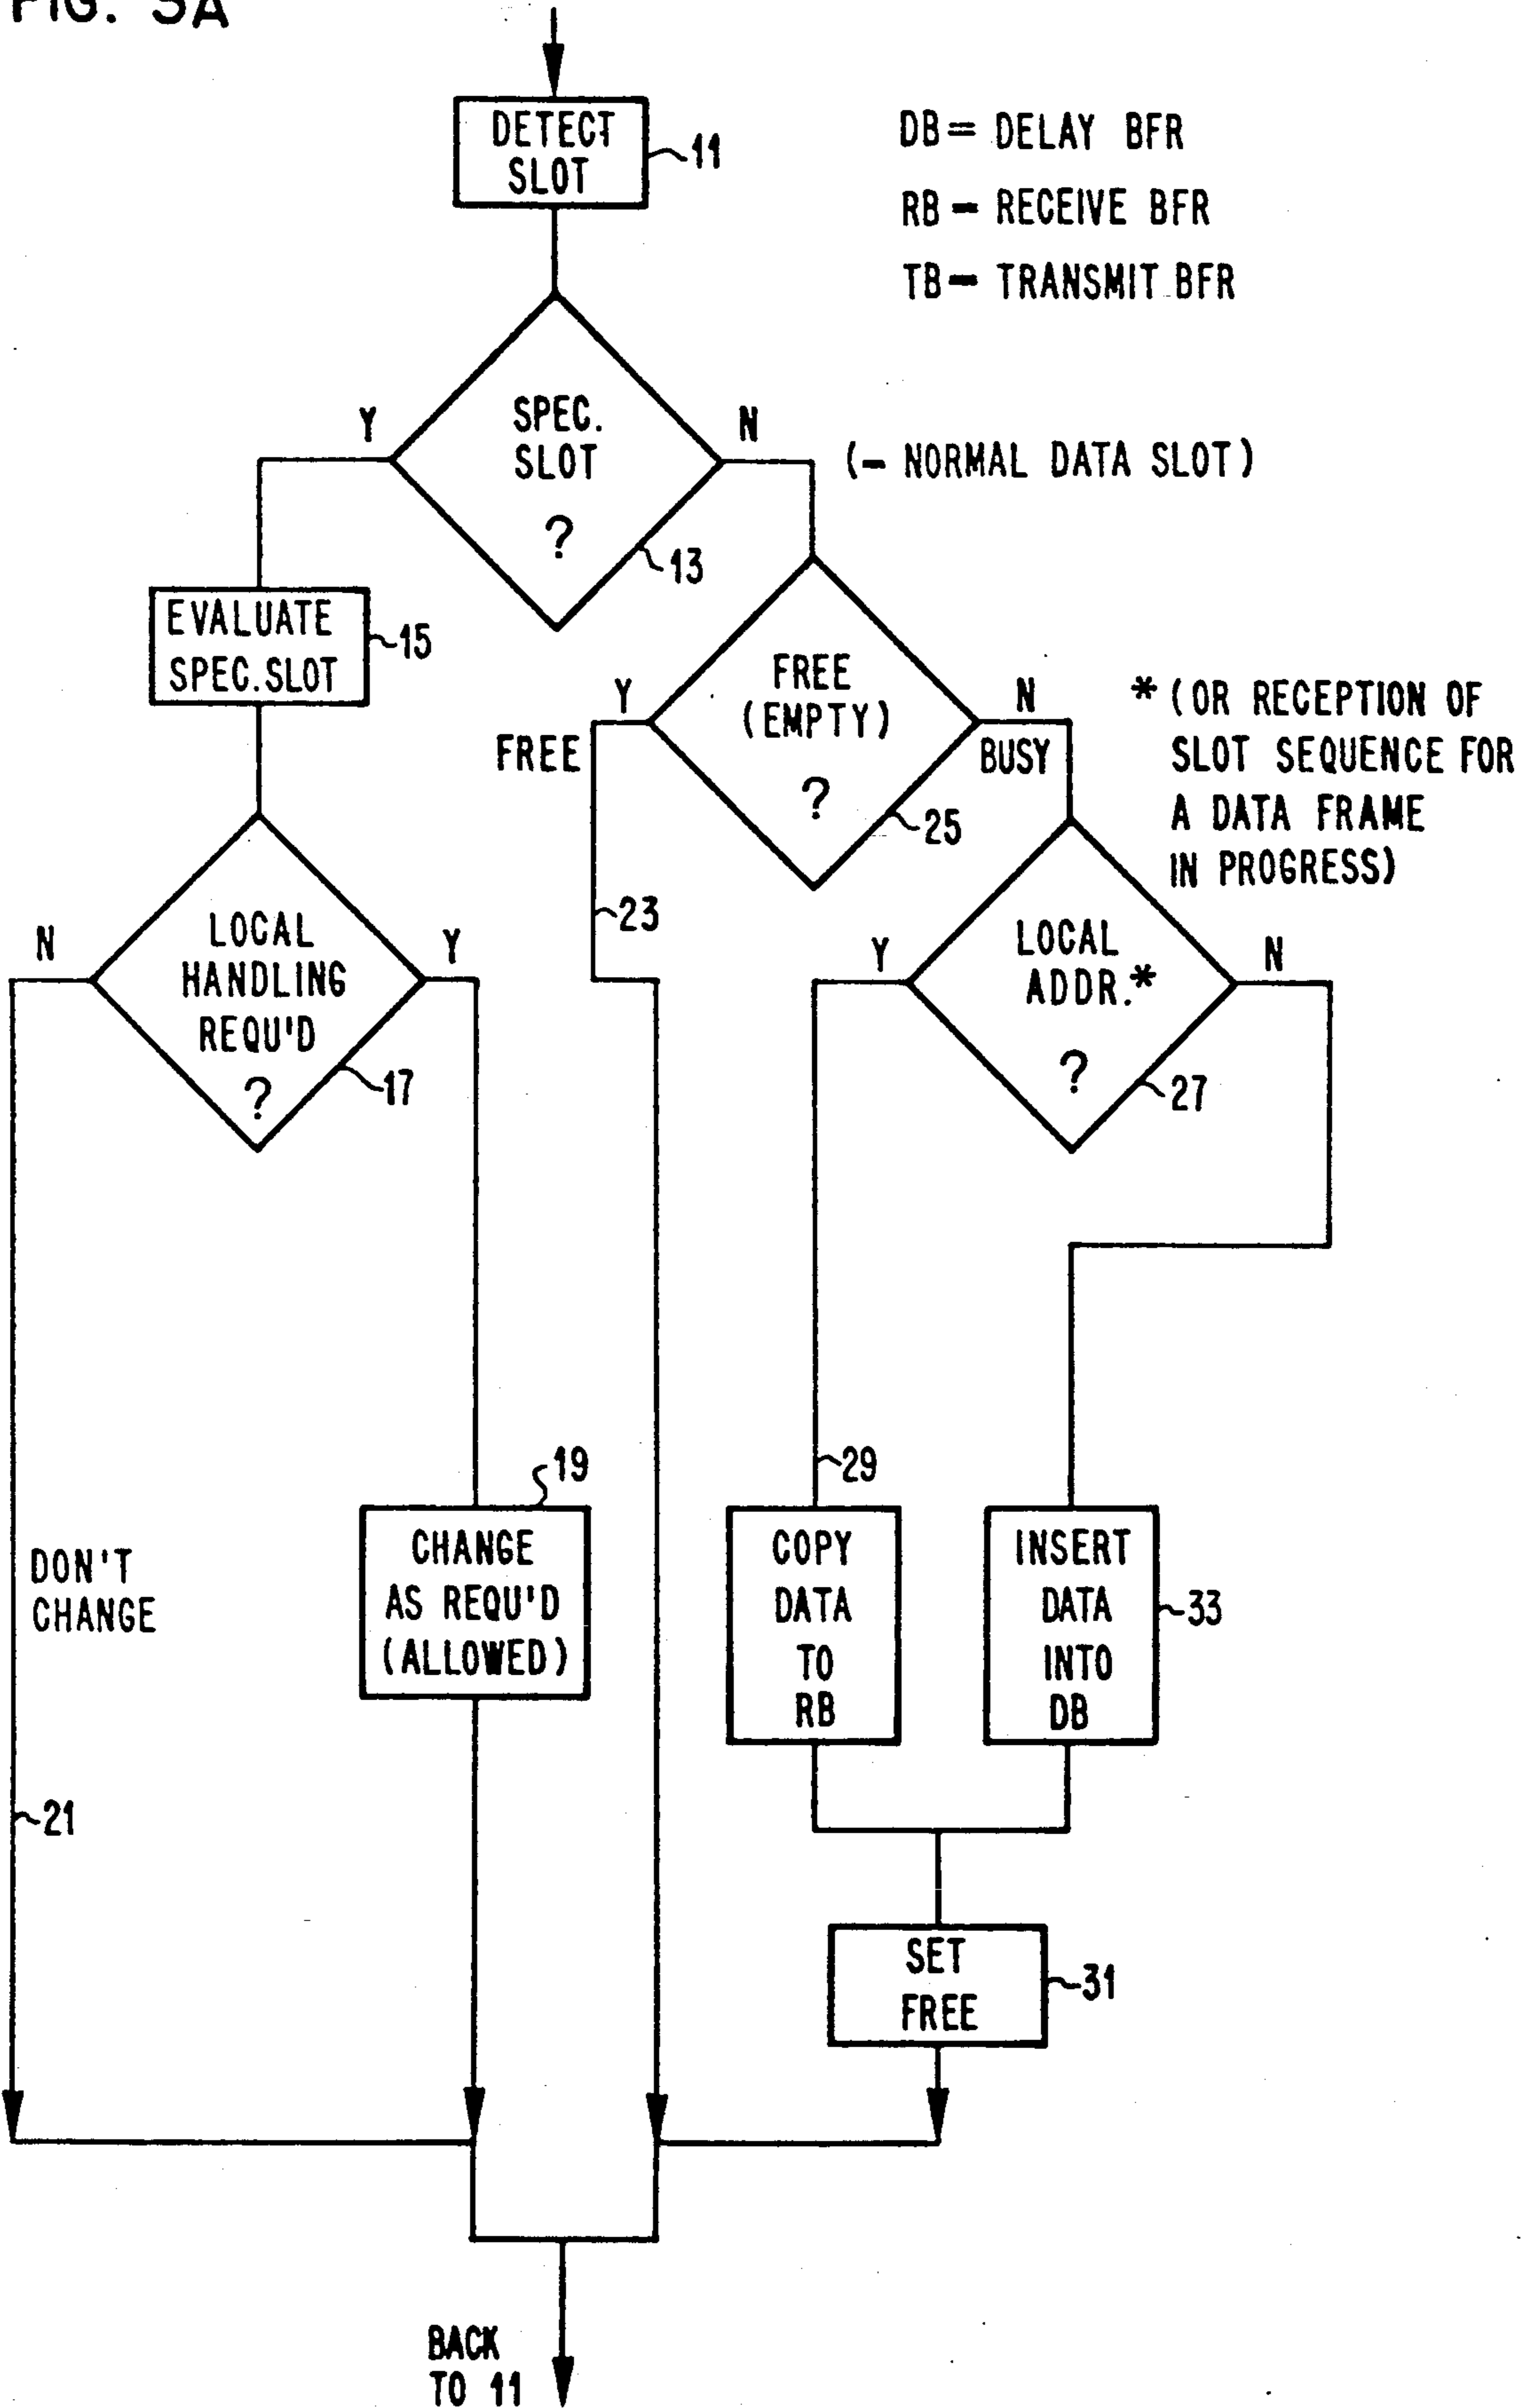 FIG. 3A
DETECT
SLOT
11
DB = DELAY BFR
RB — RECEIVE BFR
TB — TRANSMIT BFR
SPEC.
SLOT
?
Y
N
(— NORMAL DATA SLOT)
13
EVALUATE
SPEC. SLOT
15
FREE
(EMPTY)
?
Y
FREE
N
BUSY
25
* (OR RECEPTION OF
SLOT SEQUENCE FOR
A DATA FRAME
IN PROGRESS)
23
LOCAL
HANDLING
REQU'D
?
N
Y
17
LOCAL
ADDR.*
?
Y
N
27
29
19
DON'T
CHANGE
CHANGE
AS REQU'D
(ALLOWED)
COPY
DATA
TO
RB
INSERT
DATA
INTO
DB
33
21
SET
FREE
31
BACK
TO 11